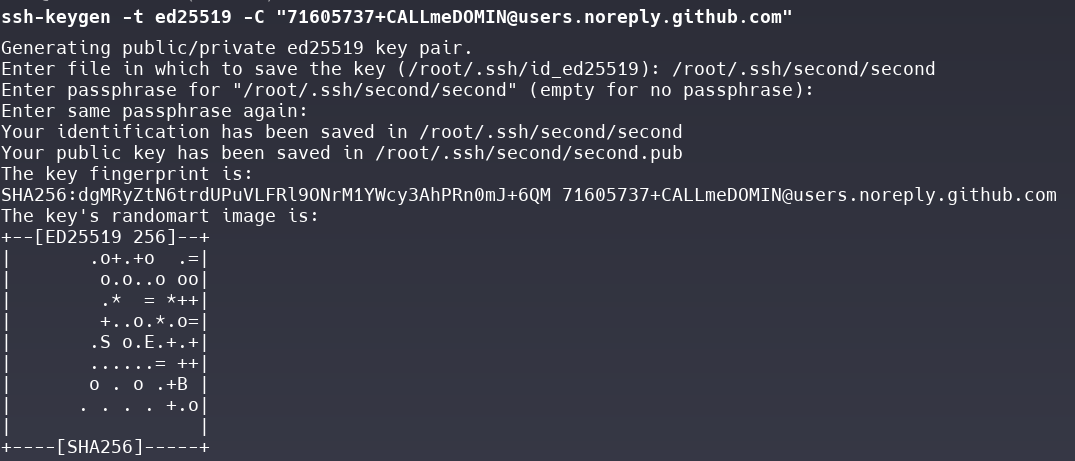 ssh-keygen -t ed25519 -C "71605737+CALLmeDOMIN@users.noreply.github.com"
Generating public/private ed25519 key pair.
Enter file in which to save the key (/root/.ssh/id_ed25519): /root/.ssh/second/second
Enter passphrase for "/root/.ssh/second/second" (empty for no passphrase):
Enter same passphrase again:
Your identification has been saved in /root/.ssh/second/second
Your public key has been saved in /root/.ssh/second/second.pub
The key fingerprint is:
SHA256:dgMRyZtN6trdUPuVLFRl9ONrM1YWcy3AhPRn0mJ+6QM 71605737+CALLmeDOMIN@users.noreply.github.com
The key's randomart image is:
+--[ED25519 256]--+
|       .o+.+o  .=|
|        o.o..o oo|
|        .*  = *++|
|        +..o.*.o=|
|       .S o.E.+.+|
|       ......= ++|
|       o . o .+B |
|      . . . . +.o|
|                 |
+----[SHA256]-----+